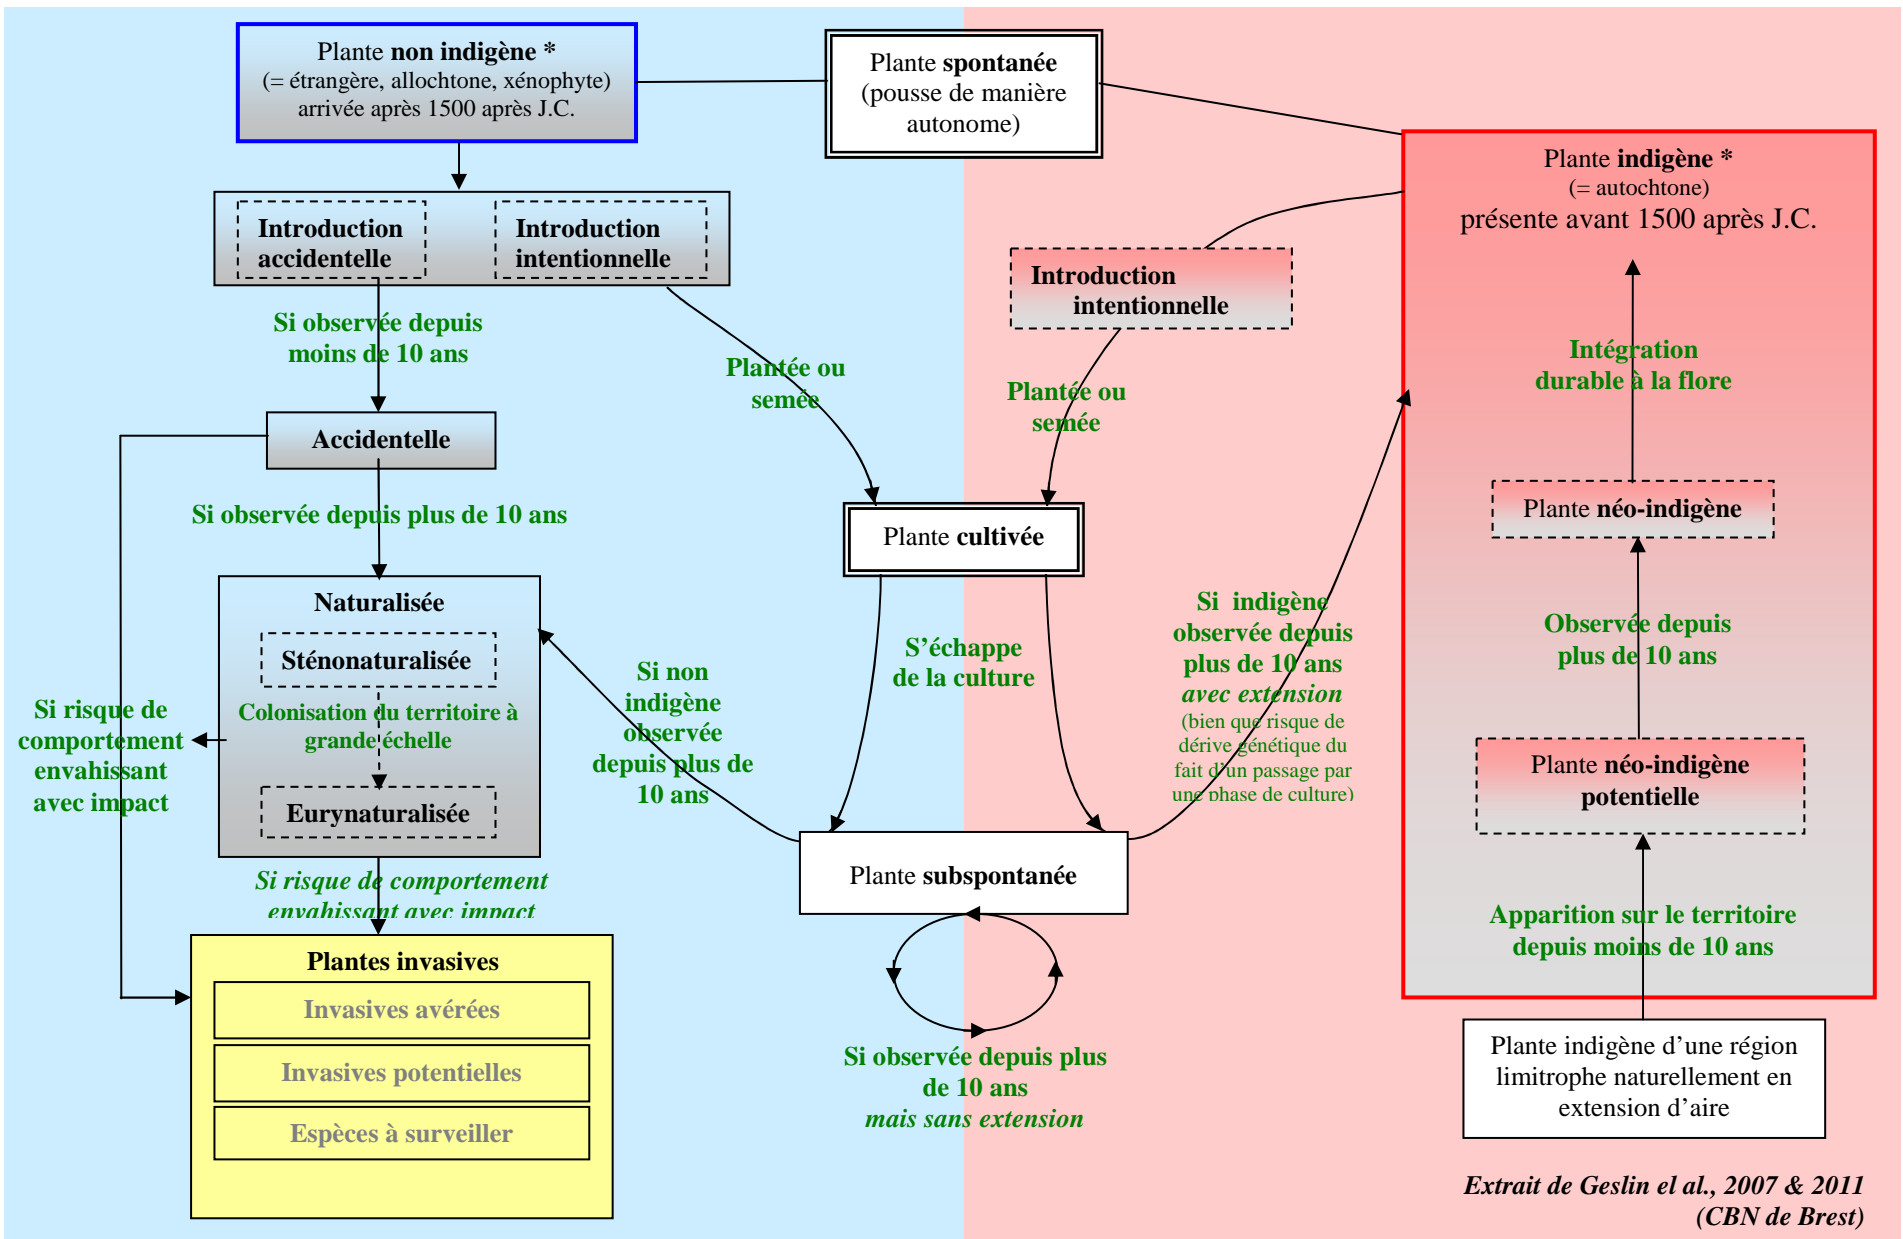 Plante non indigène *
(= étrangère, allochtone, xénophyte)
arrivée après 1500 après J.C.
Plante spontanée
(pousse de manière
autonome)
Plante indigène *
(= autochtone)
présente avant 1500 après J.C.
Introduction
accidentelle
Introduction
intentionnelle
Introduction
intentionnelle
Si observée depuis
moins de 10 ans
Plantée ou
semée
Plantée ou
semée
Intégration
durable à la flore
Accidentelle
Si observée depuis plus de 10 ans
Plante cultivée
Plante néo-indigène
Naturalisée
Sténonaturalisée
Colonisation du territoire à
grande échelle
Eurynaturalisée
Si risque de
comportement
envahissant
avec impact
Si non
indigène
observée
depuis plus de
10 ans
S’échappe
de la culture
Si indigène
observée depuis
plus de 10 ans
avec extension
(bien que risque de
dérive génétique du
fait d’un passage par
une phase de culture)
Observée depuis
plus de 10 ans
Plante néo-indigène
potentielle
Si risque de comportement
envahissant avec impact
Plante subspontanée
Apparition sur le territoire
depuis moins de 10 ans
Plantes invasives
Invasives avérées
Invasives potentielles
Espèces à surveiller
Si observée depuis plus
de 10 ans
mais sans extension
Plante indigène d’une région
limitrophe naturellement en
extension d’aire
Extrait de Geslin el al., 2007 & 2011
(CBN de Brest)